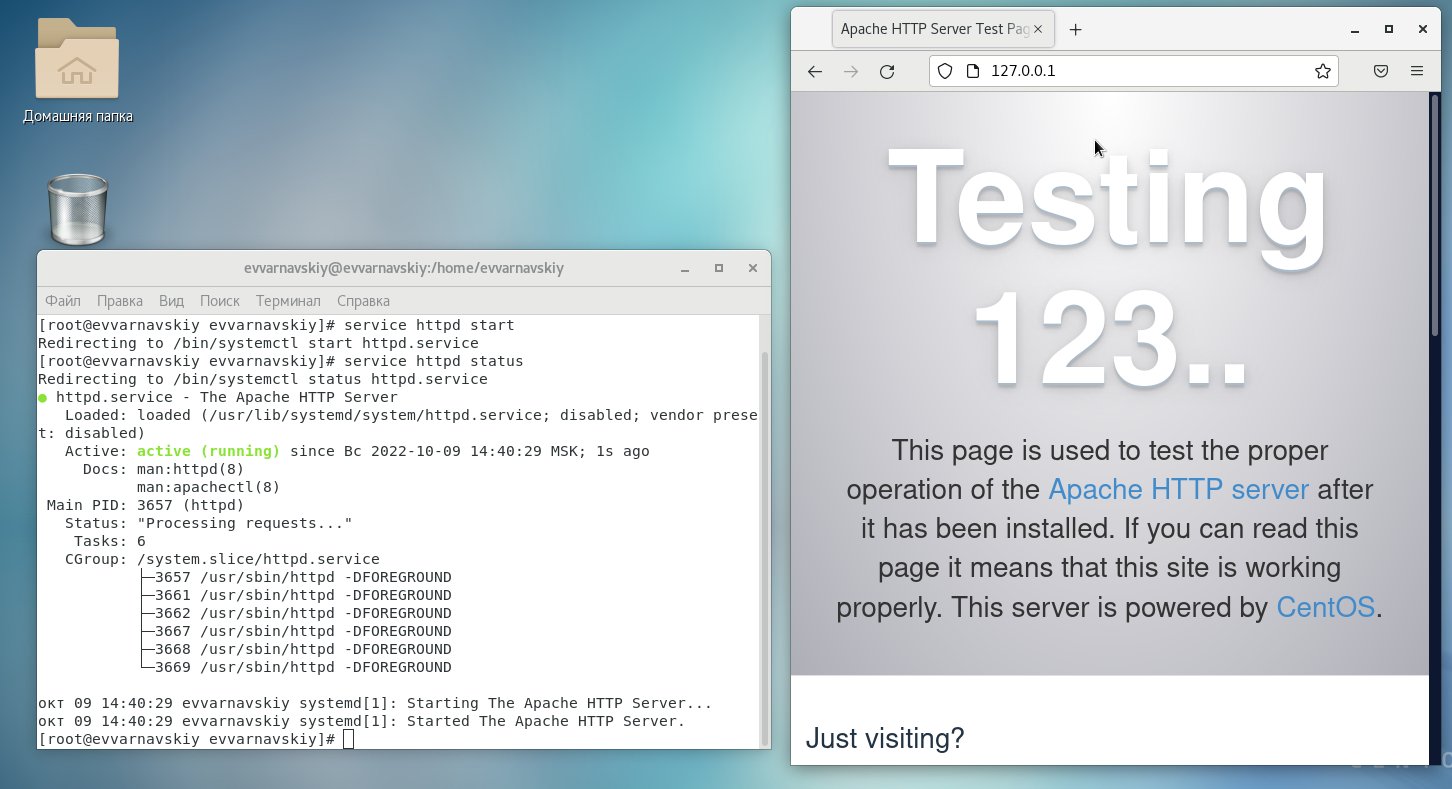 Домашняя папка
evvarnavskiy@evvarnavskiy:/home/evvarnavskiy
Файл Правка Вид Поиск Терминал Справка
[root@evvarnavskiy evvarnavskiy]# service httpd start
Redirecting to /bin/systemctl start httpd.service
[root@evvarnavskiy evvarnavskiy]# service httpd status
Redirecting to /bin/systemctl status httpd.service
● httpd.service - The Apache HTTP Server
Loaded: loaded (/usr/lib/systemd/system/httpd.service; disabled; vendor prese
t: disabled)
Active: active (running) since Вс 2022-10-09 14:40:29 MSK; 1s ago
Docs: man:httpd(8)
man:apachectl(8)
Main PID: 3657 (httpd)
Status: "Processing requests..."
Tasks: 6
CGroup: /system.slice/httpd.service
├─3657 /usr/sbin/httpd -DFOREGROUND
├─3661 /usr/sbin/httpd -DFOREGROUND
├─3662 /usr/sbin/httpd -DFOREGROUND
├─3667 /usr/sbin/httpd -DFOREGROUND
├─3668 /usr/sbin/httpd -DFOREGROUND
└─3669 /usr/sbin/httpd -DFOREGROUND
окт 09 14:40:29 evvarnavskiy systemd[1]: Starting The Apache HTTP Server...
окт 09 14:40:29 evvarnavskiy systemd[1]: Started The Apache HTTP Server.
[root@evvarnavskiy evvarnavskiy]#
Apache HTTP Server Test Pag
127.0.0.1
Testing
123..
This page is used to test the proper
operation of the Apache HTTP server after
it has been installed. If you can read this
page it means that this site is working
properly. This server is powered by CentOS.
Just visiting?